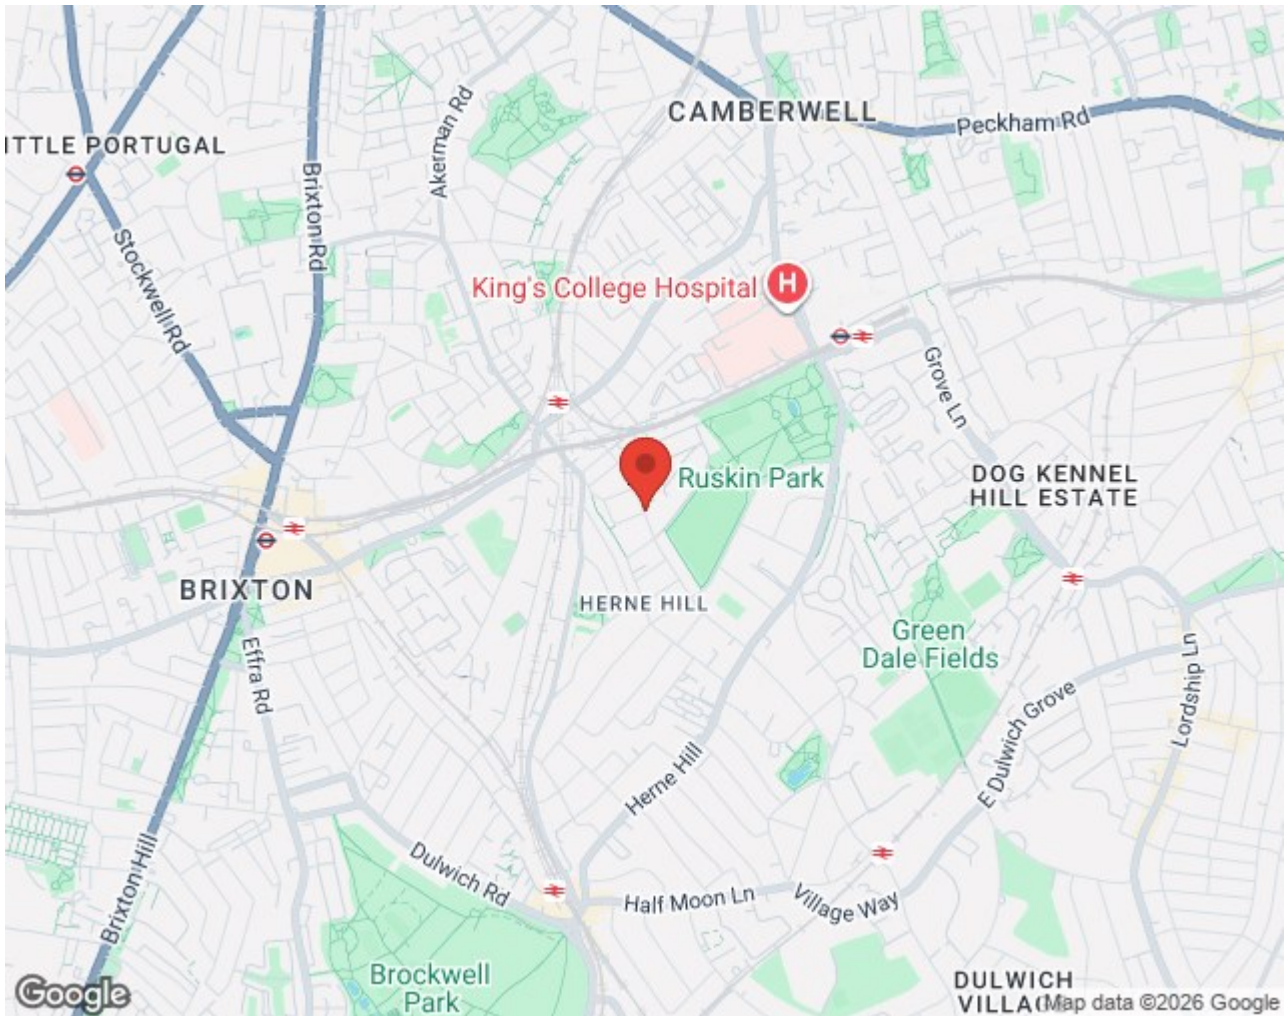 CAMBERWELL
Peckham Rd
ITTLE PORTUGAL
Akerman Rd
Brixton Rd
Stockwell Rd
King's College Hospital
H
Grove Ln
Ruskin Park
DOG KENNEL
HILL ESTATE
BRIXTON
HERNE HILL
Effra Rd
Green
Dale Fields
Lordship Ln
E Dulwich Grove
Herne Hill
Brixton Hill
Dulwich Rd
Half Moon Ln
Village Way
Brockwell
Park
DULWICH
VILLAG
Google
Map data ©2026 Google